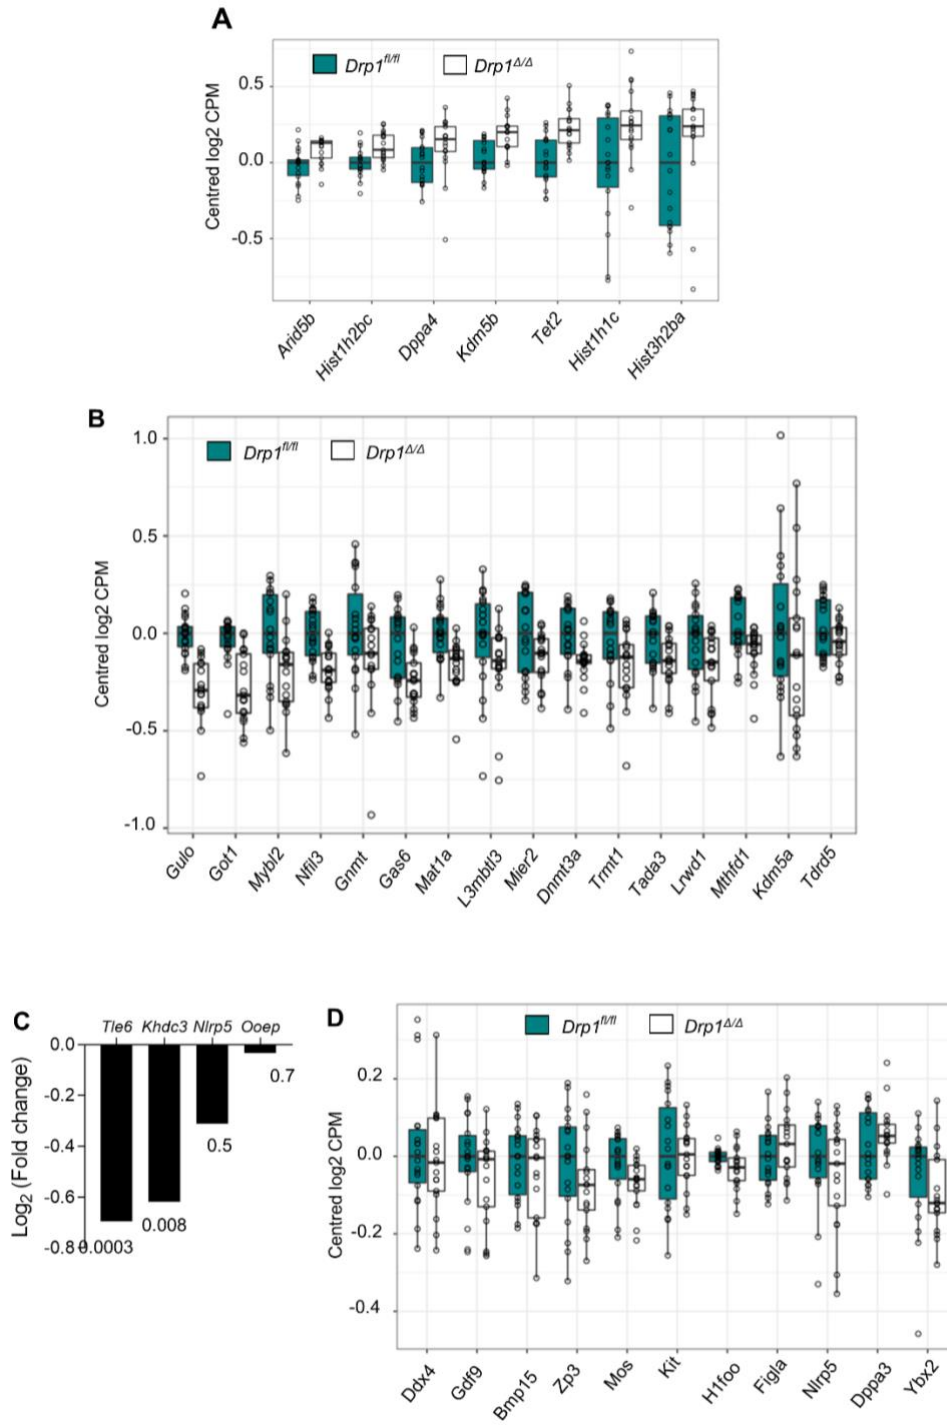 A
Drp1fl/fl
Drp1Δ/Δ
Centred log2 CPM
0.5
0.0
-0.5
Arid5b
Hist1h2bc
Dppa4
Kdm5b
Tet2
Hist1h1c
Hist3h2ba
B
Drp1fl/fl
Drp1Δ/Δ
Centred log2 CPM
1.0
0.5
0.0
-0.5
-1.0
Gulo
Got1
Mybl2
Nfil3
Gnmt
Gas6
Mat1a
L3mbtl3
Mier2
Dnmt3a
Trmt1
Tada3
Lrwd1
Mthfd1
Kdm5a
Tdrd5
C
Tle6 Khdc3 Nlrp5 Ooep
Log2 (Fold change)
0.0
-0.2
-0.4
-0.6
-0.8
0.0003
0.008
0.5
0.7
D
Drp1fl/fl
Drp1Δ/Δ
Centred log2 CPM
0.2
0.0
-0.2
-0.4
Ddx4
Gdf9
Bmp15
Zp3
Mos
Kit
H1foo
Figla
Nlrp5
Dppa3
Ybx2